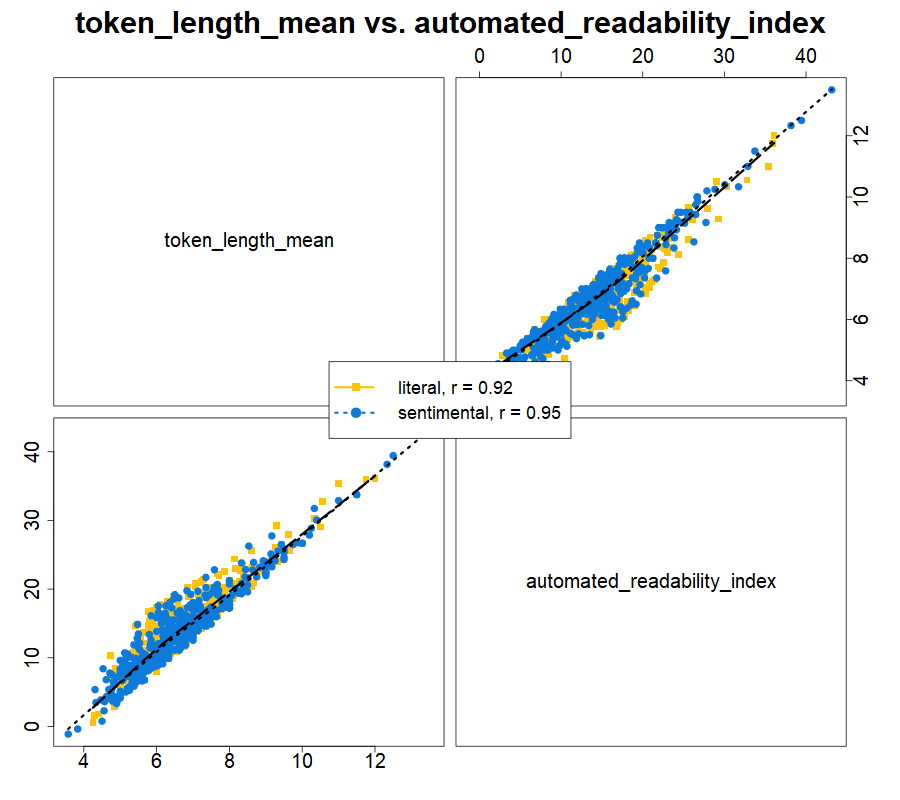 token_length_mean vs. automated_readability_index
0 10 20 30 40
token_length_mean
4 6 8 10 12
literal, r = 0.92
sentimental, r = 0.95
0 10 20 30 40
automated_readability_index
4 6 8 10 12